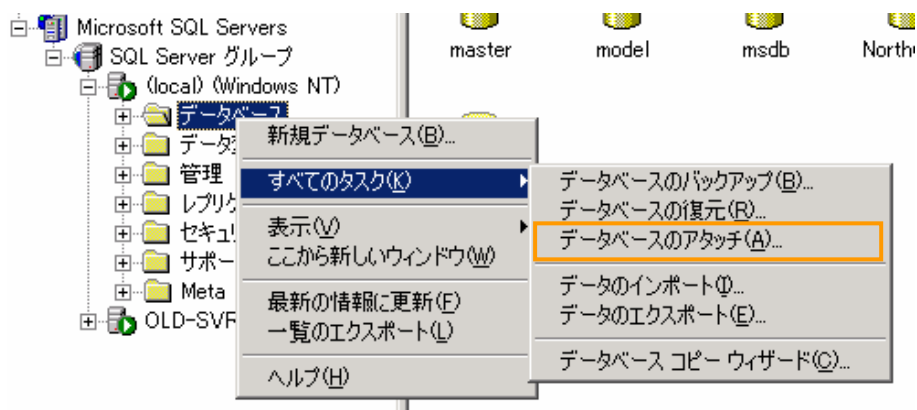 Microsoft SQL Servers
SQL Server グループ
(local) (Windows NT)
データベース
管理
Meta
OLD-SVR
master
model
msdb
新規データベース(B)...
すべてのタスク(K)
表示(V)
ここから新しいウィンドウ(W)
最新の情報に更新(F)
一覧のエクスポート(L)
ヘルプ(H)
データベースのバックアップ(B)...
データベースの復元(R)...
データベースのアタッチ(A)...
データのインポート(I)...
データのエクスポート(E)...
データベース コピー ウィザード(C)...